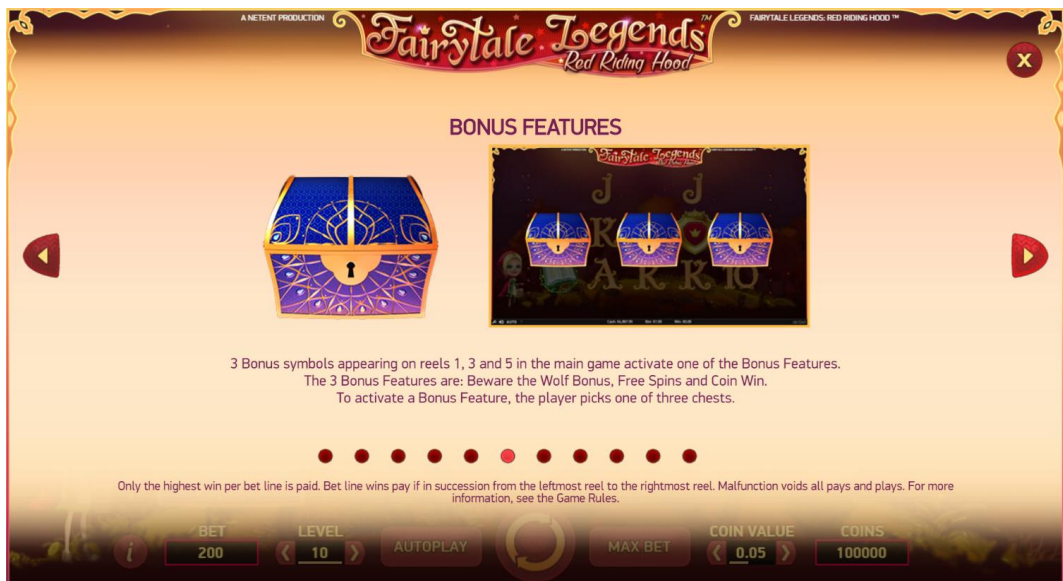 A NETENT PRODUCTION
Fairytale Legends™
Red Riding Hood
FAIRYTALE LEGENDS: RED RIDING HOOD ™
X
BONUS FEATURES
Fairytale Legends
J J
K
A K K 10
3 Bonus symbols appearing on reels 1, 3 and 5 in the main game activate one of the Bonus Features.
The 3 Bonus Features are: Beware the Wolf Bonus, Free Spins and Coin Win.
To activate a Bonus Feature, the player picks one of three chests.
Only the highest win per bet line is paid. Bet line wins pay if in succession from the leftmost reel to the rightmost reel. Malfunction voids all pays and plays. For more
information, see the Game Rules.
BET LEVEL COIN VALUE COINS
i 200 10 AUTOPLAY MAX BET 0.05 100000